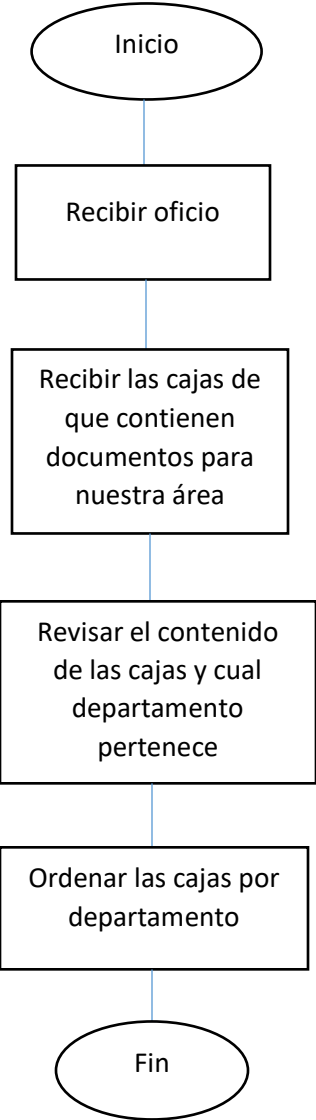 Inicio
Recibir oficio
Recibir las cajas de
que contienen
documentos para
nuestra área
Revisar el contenido
de las cajas y cual
departamento
pertenece
Ordenar las cajas por
departamento
Fin